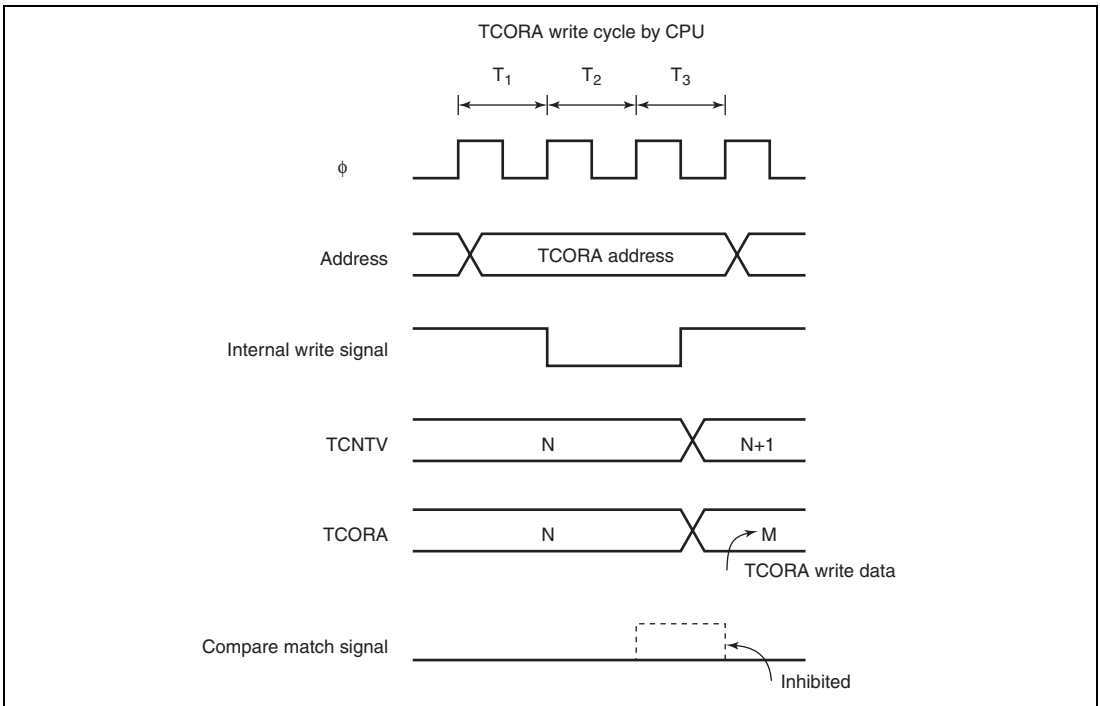 TCORA write cycle by CPU
T1 T2 T3
ϕ
Address TCORA address
Internal write signal
TCNTV N N+1
TCORA N M
TCORA write data
Compare match signal
Inhibited